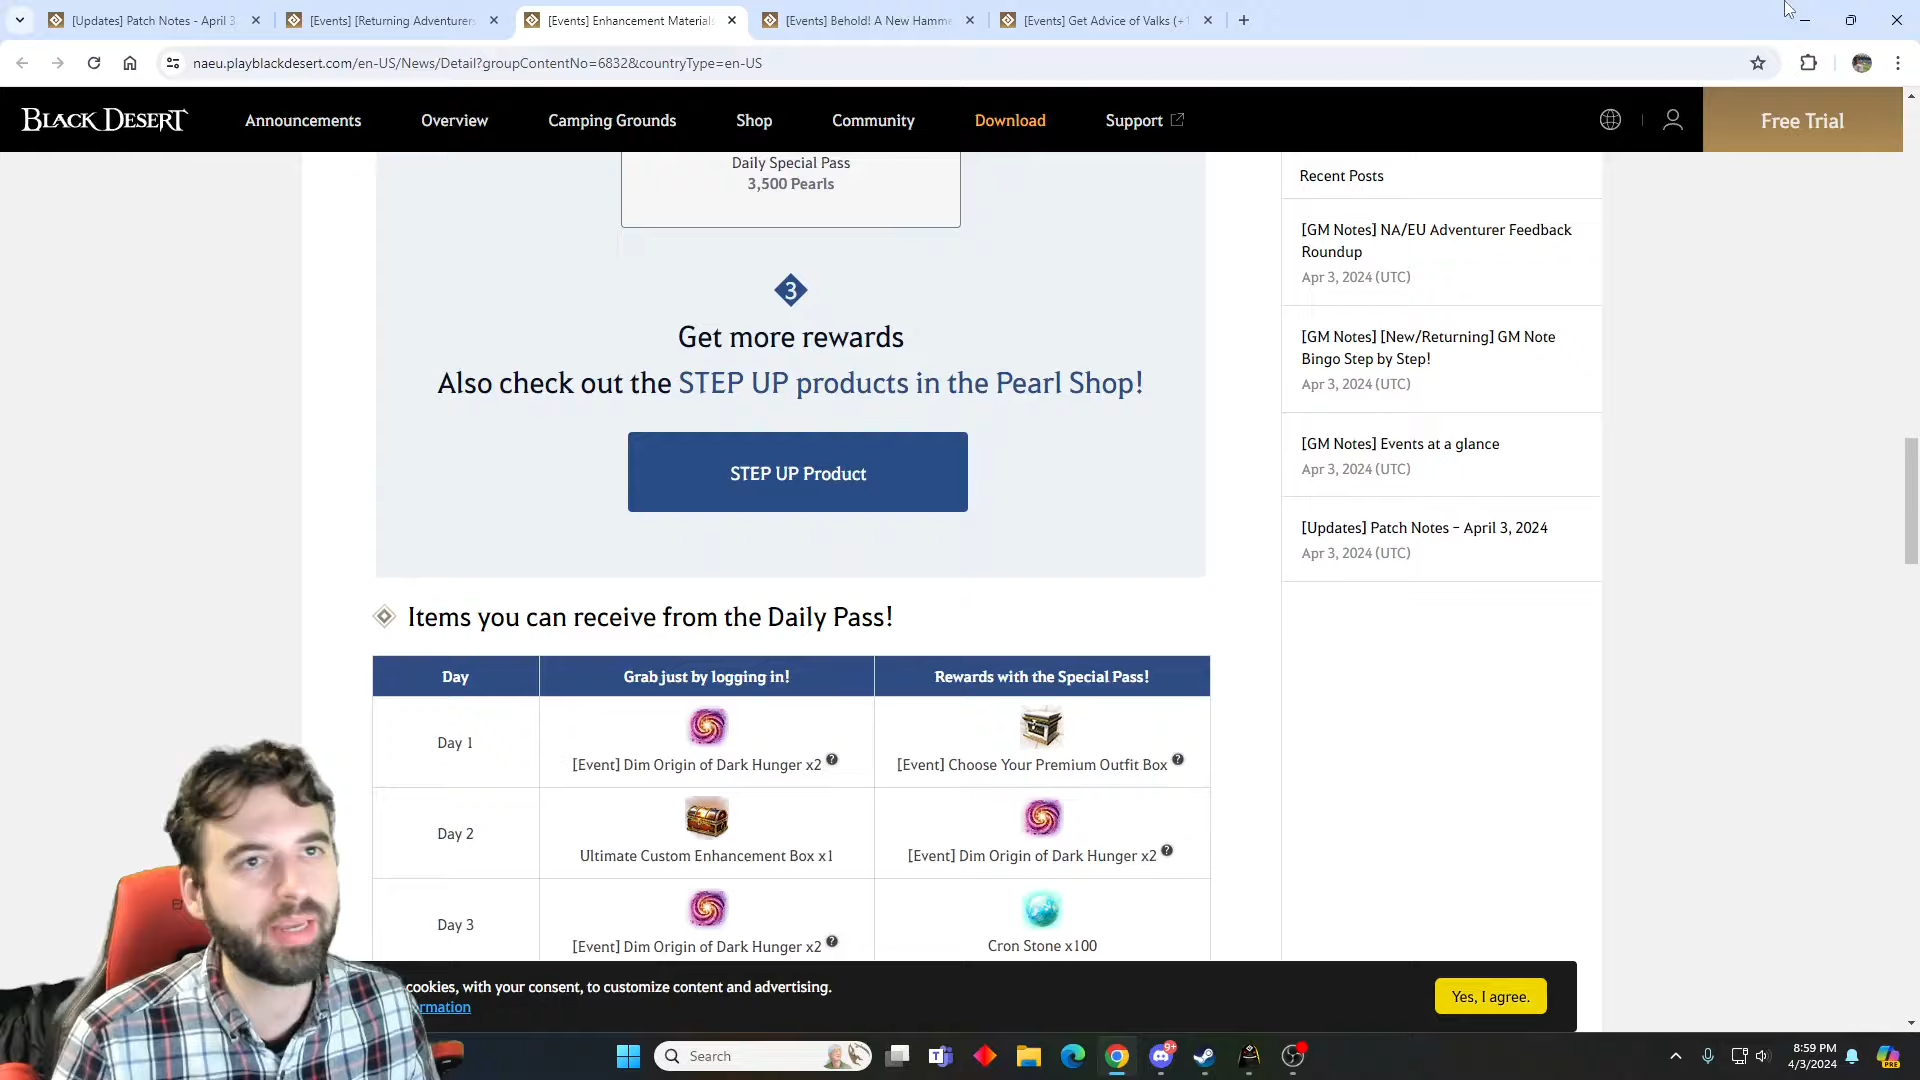 [Updates] Patch Notes - April 3
[Events] [Returning Adventurers
[Events] Enhancement Materials
[Events] Behold! A New Hamme
[Events] Get Advice of Valks (+1
naeu.playblackdesert.com/en-US/News/Detail?groupContentNo=6832&countryType=en-US
BLACK DESERT
Announcements
Overview
Camping Grounds
Shop
Community
Download
Support
Free Trial
Daily Special Pass
3,500 Pearls
3
Get more rewards
Also check out the STEP UP products in the Pearl Shop!
STEP UP Product
Recent Posts
[GM Notes] NA/EU Adventurer Feedback
Roundup
Apr 3, 2024 (UTC)
[GM Notes] [New/Returning] GM Note
Bingo Step by Step!
Apr 3, 2024 (UTC)
[GM Notes] Events at a glance
Apr 3, 2024 (UTC)
[Updates] Patch Notes - April 3, 2024
Apr 3, 2024 (UTC)
Items you can receive from the Daily Pass!
Day
Grab just by logging in!
Rewards with the Special Pass!
Day 1
[Event] Dim Origin of Dark Hunger x2
[Event] Choose Your Premium Outfit Box
Day 2
Ultimate Custom Enhancement Box x1
[Event] Dim Origin of Dark Hunger x2
Day 3
[Event] Dim Origin of Dark Hunger x2
Cron Stone x100
cookies, with your consent, to customize content and advertising.
rmation
Yes, I agree.
Search
9+
8:59 PM
4/3/2024
PRE